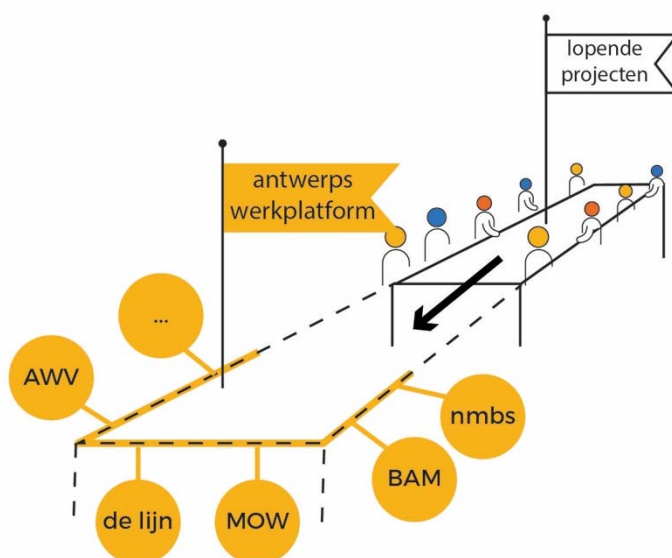 lopende
projecten
antwerps
werkplatform
...
AWV
nmbs
BAM
de lijn
MOW